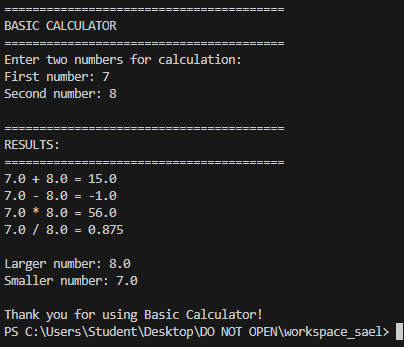 ========================================
BASIC CALCULATOR
========================================
Enter two numbers for calculation:
First number: 7
Second number: 8
========================================
RESULTS:
========================================
7.0 + 8.0 = 15.0
7.0 - 8.0 = -1.0
7.0 * 8.0 = 56.0
7.0 / 8.0 = 0.875
Larger number: 8.0
Smaller number: 7.0
Thank you for using Basic Calculator!
PS C:\Users\Student\Desktop\DO NOT OPEN\workspace_sael>